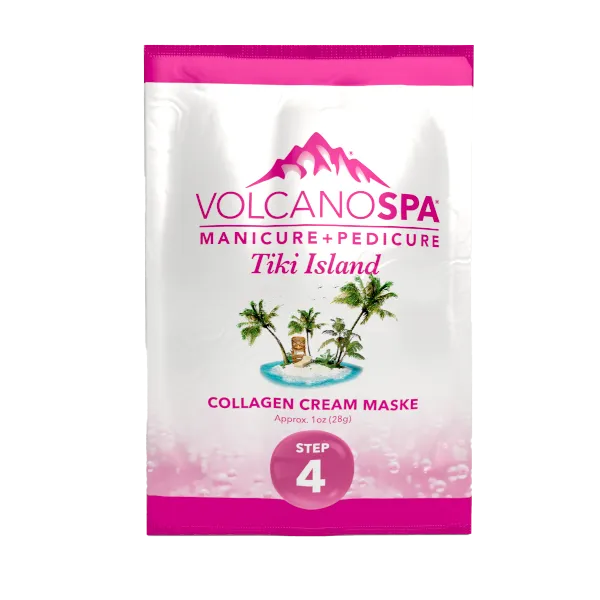 VOLCANOSPA
MANICURE+PEDICURE
Tiki Island
COLLAGEN CREAM MASKE
Approx. 1oz (28g)
STEP
4